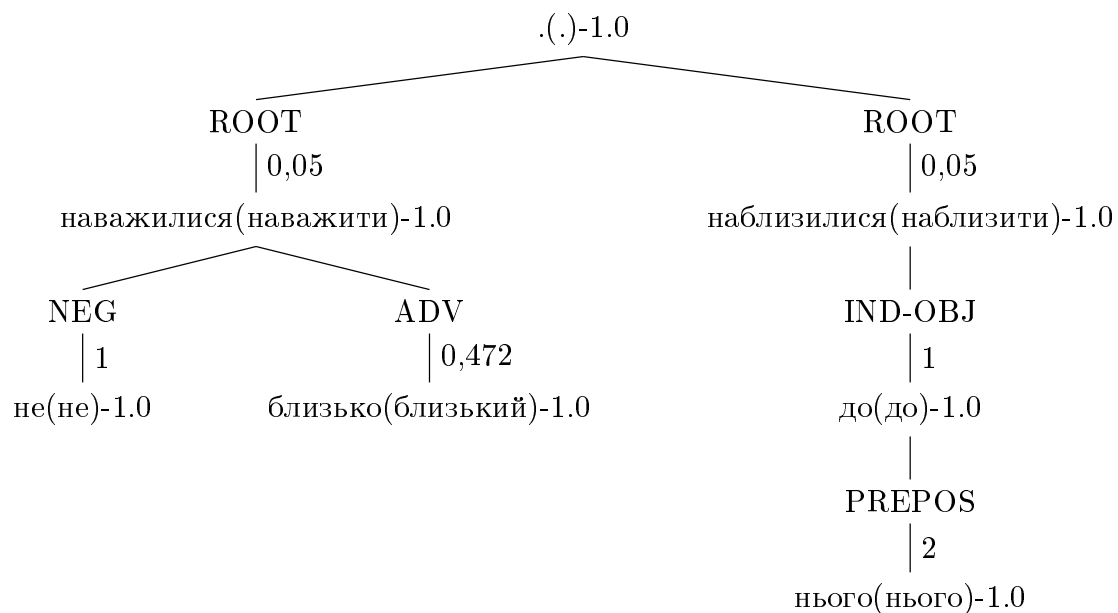 .(.)-1.0
ROOT ROOT
0,05 0,05
наважилися(наважити)-1.0 наблизилися(наблизити)-1.0
NEG ADV IND-OBJ
1 0,472 1
не(не)-1.0 близько(близький)-1.0 до(до)-1.0
PREPOS
2
нього(нього)-1.0